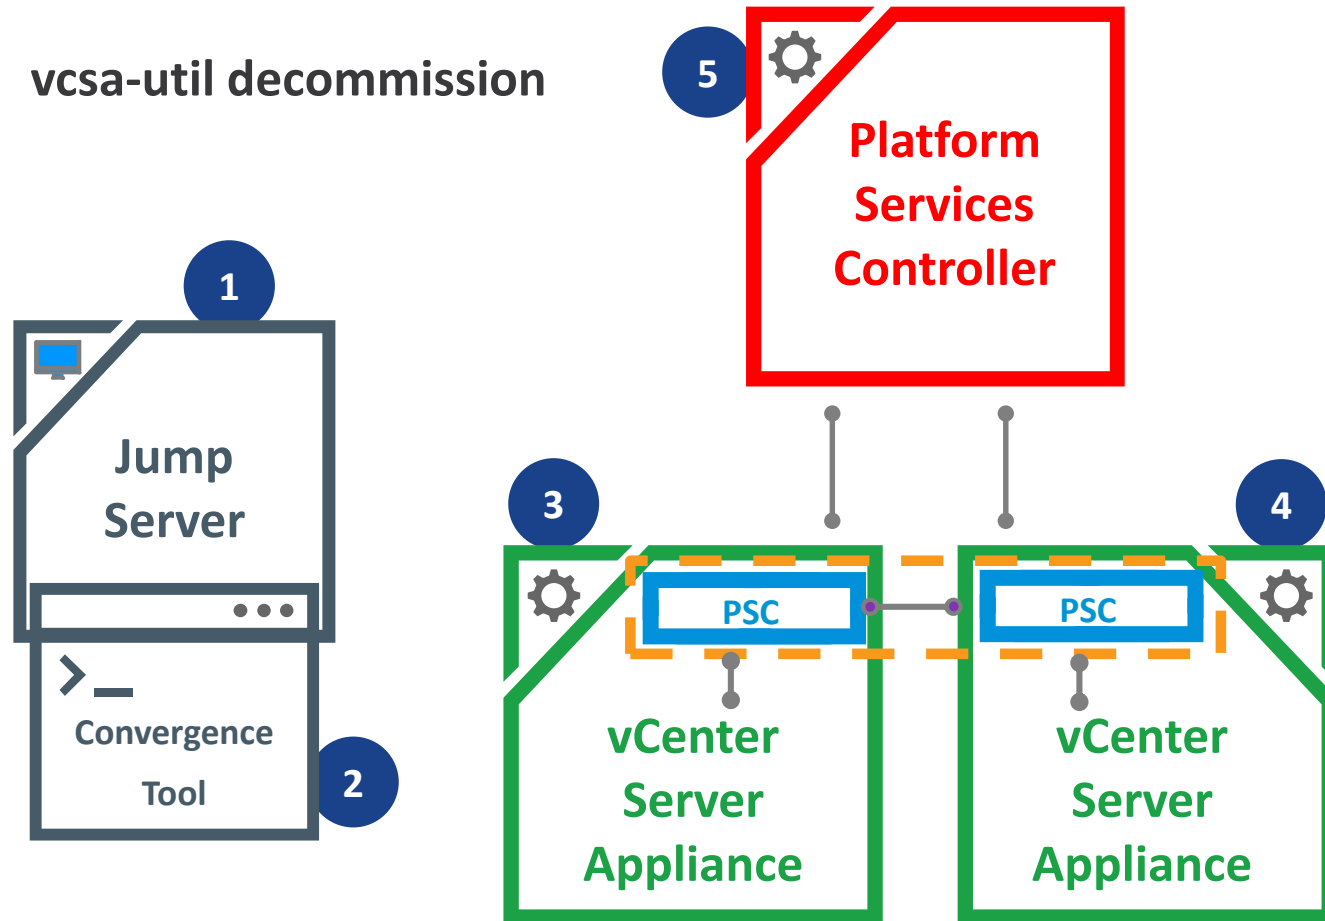 vcsa-util decommission
5
Platform
Services
Controller
1
Jump
Server
Convergence
Tool
2
3
PSC
vCenter
Server
Appliance
4
PSC
vCenter
Server
Appliance